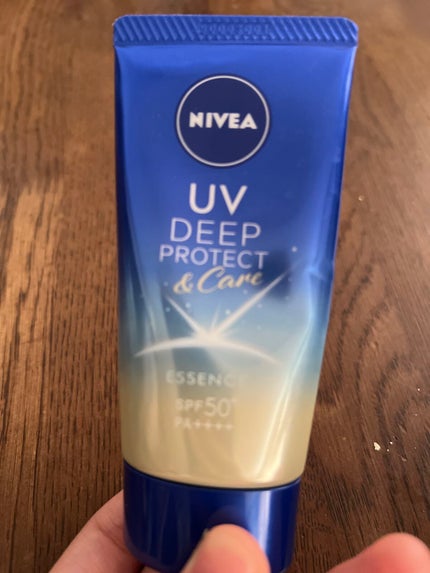 NIVEA
UV
DEEP
PROTECT
& Care
ESSENCE
SPF50+
PA++++